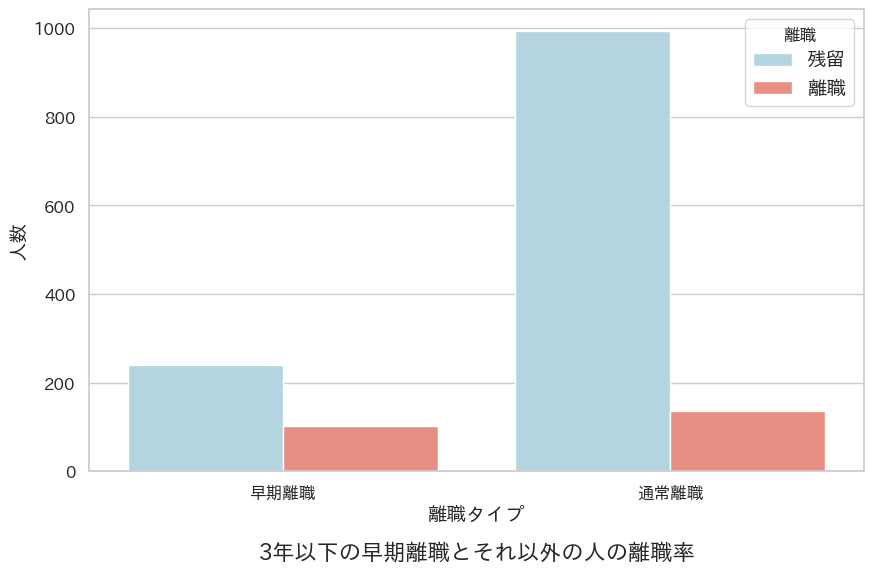 1000
800
600
400
200
0
人数
離職
残留
離職
早期離職
通常離職
離職タイプ
3年以下の早期離職とそれ以外の人の離職率